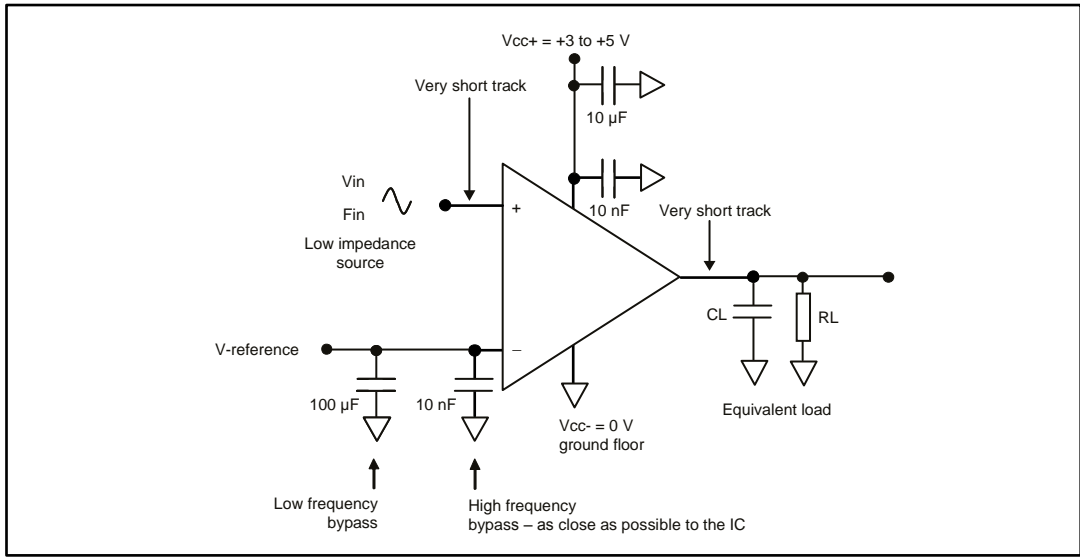 Vcc+ = +3 to +5 V
Very short track
10 µF
Vin
Fin
Low impedance
source
+
10 nF
Very short track
CL
RL
V-reference
−
100 µF
10 nF
Vcc- = 0 V
ground floor
Equivalent load
Low frequency
bypass
High frequency
bypass – as close as possible to the IC